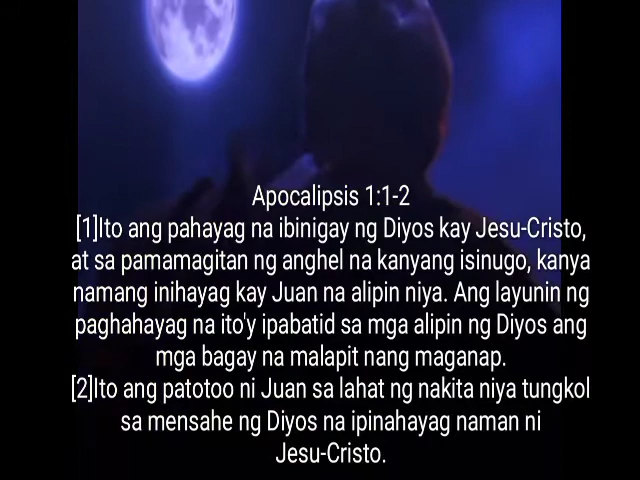 Apocalipsis 1:1-2
[1]Ito ang pahayag na ibinigay ng Diyos kay Jesu-Cristo,
at sa pamamagitan ng anghel na kanyang isinugo, kanya
namang inihayag kay Juan na alipin niya. Ang layunin ng
paghahayag na ito'y ipabatid sa mga alipin ng Diyos ang
mga bagay na malapit nang maganap.
[2]Ito ang patotoo ni Juan sa lahat ng nakita niya tungkol
sa mensahe ng Diyos na ipinahayag naman ni
Jesu-Cristo.